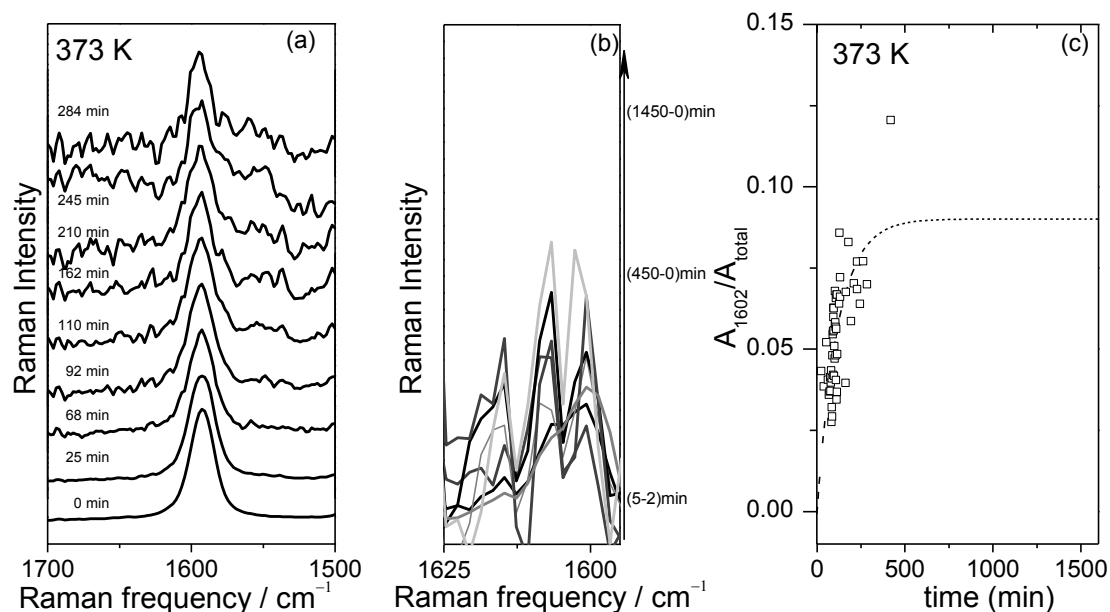 373 K
(a)
284 min
245 min
210 min
162 min
110 min
92 min
68 min
25 min
0 min
Raman Intensity
1700
1600
1500
Raman frequency / cm⁻¹
(b)
(1450-0)min
(450-0)min
(5-2)min
Raman Intensity
1625
1600
Raman frequency / cm⁻¹
373 K
(c)
0.15
0.10
0.05
0.00
A₁₆₀₂/A_total
0
500
1000
1500
time (min)